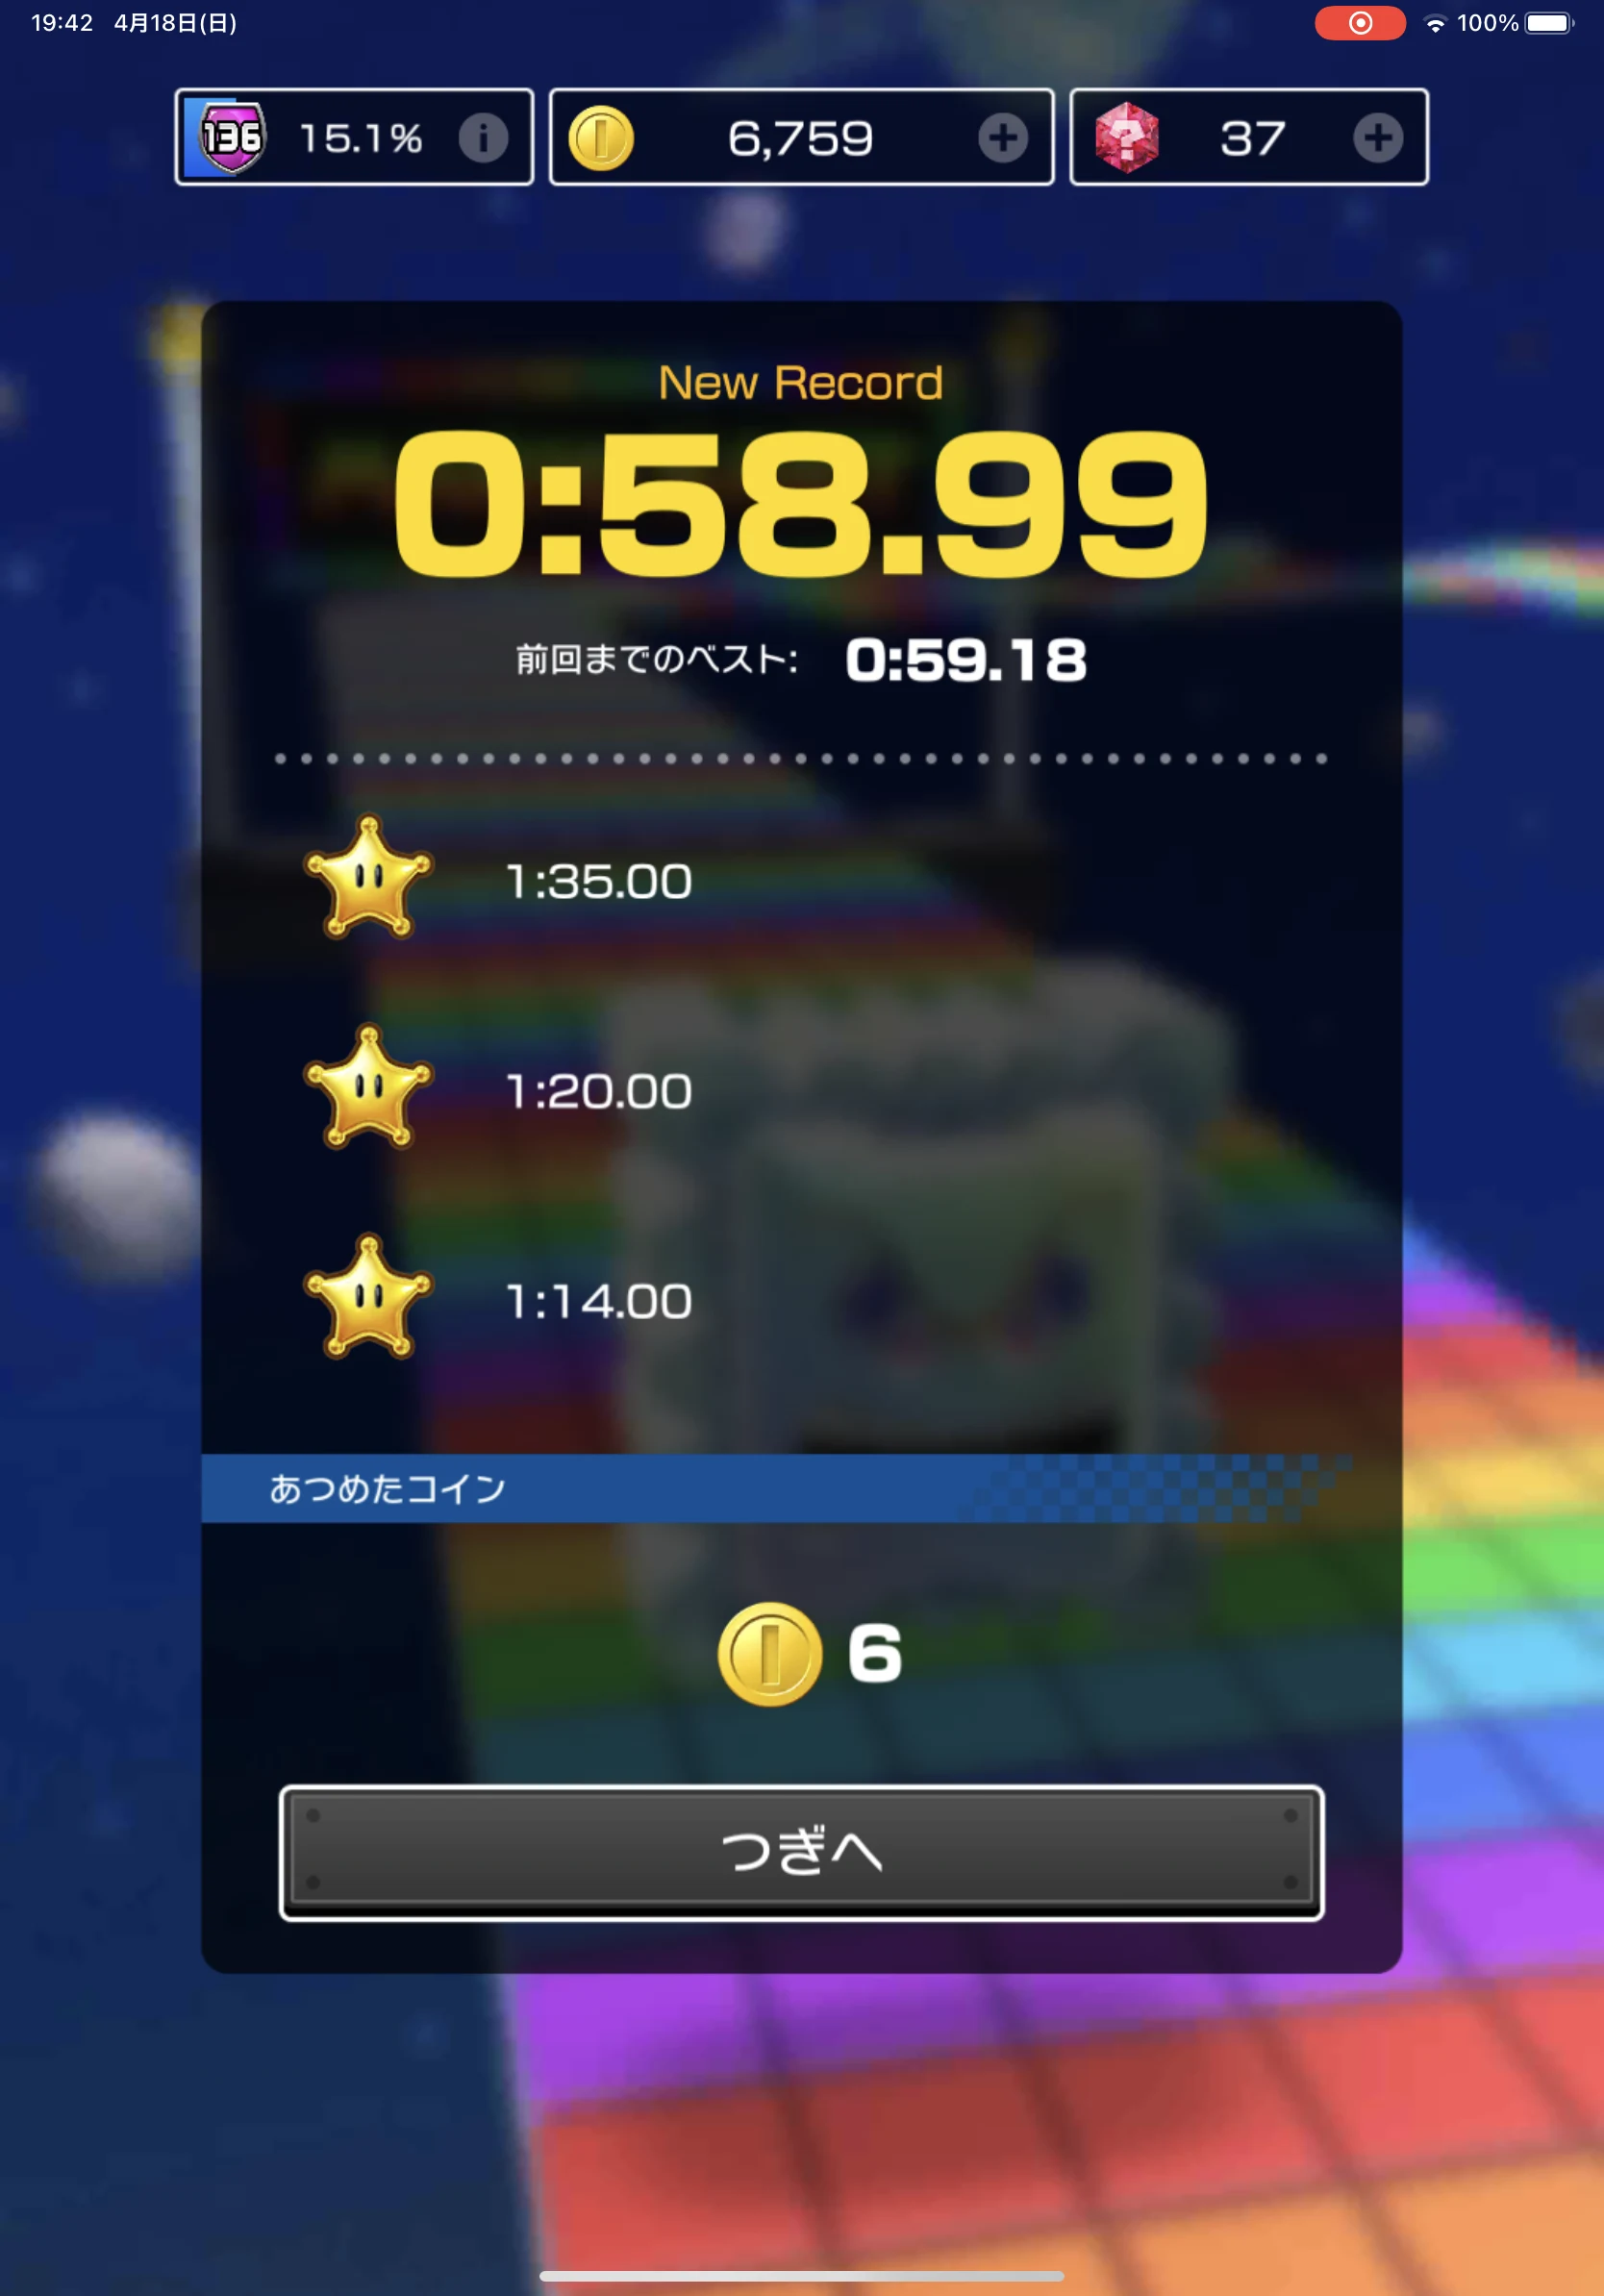 19:42 4月18日(日) 100%
136 15.1% 6,759 37
New Record
0:58.99
前回までのベスト: 0:59.18
1:35.00
1:20.00
1:14.00
あつめたコイン
6
つぎへ